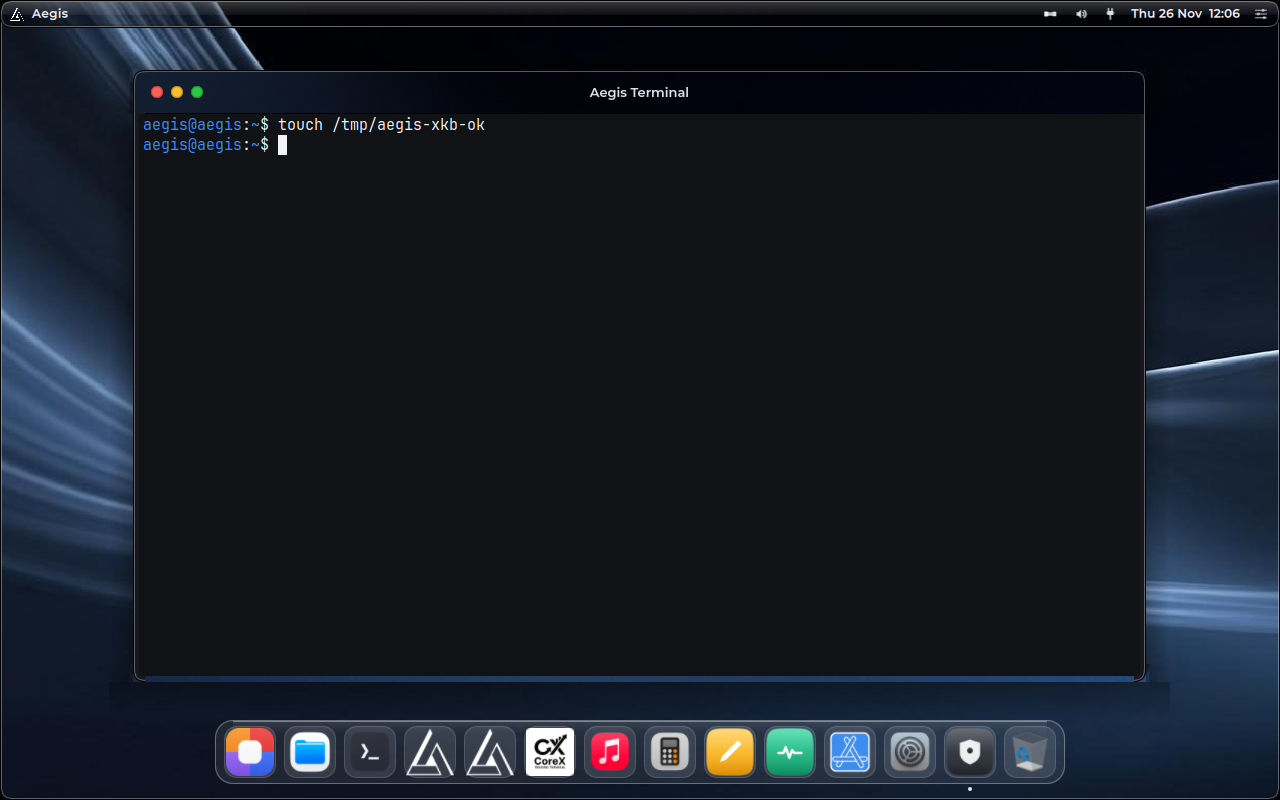 Aegis
Thu 26 Nov 12:06
Aegis Terminal
aegis@aegis:~$ touch /tmp/aegis-xkb-ok
aegis@aegis:~$
CX
CoreX